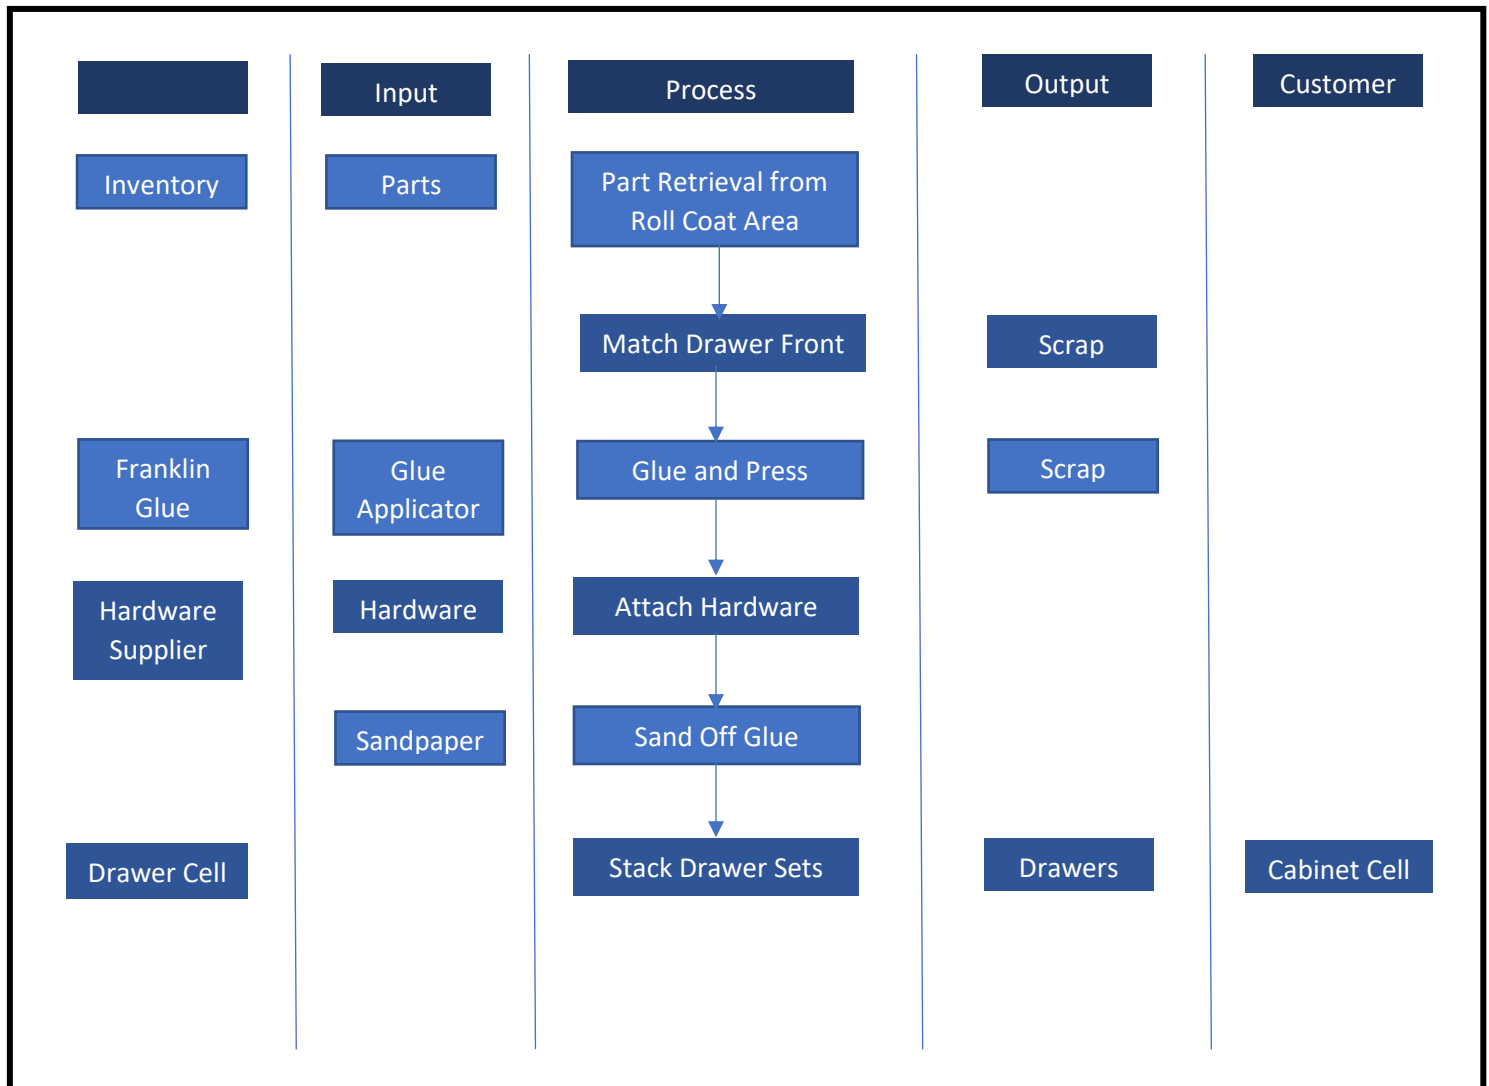 Input
Process
Output
Customer
Inventory
Parts
Part Retrieval from
Roll Coat Area
Match Drawer Front
Scrap
Franklin
Glue
Glue
Applicator
Glue and Press
Scrap
Hardware
Supplier
Hardware
Attach Hardware
Sandpaper
Sand Off Glue
Drawer Cell
Stack Drawer Sets
Drawers
Cabinet Cell